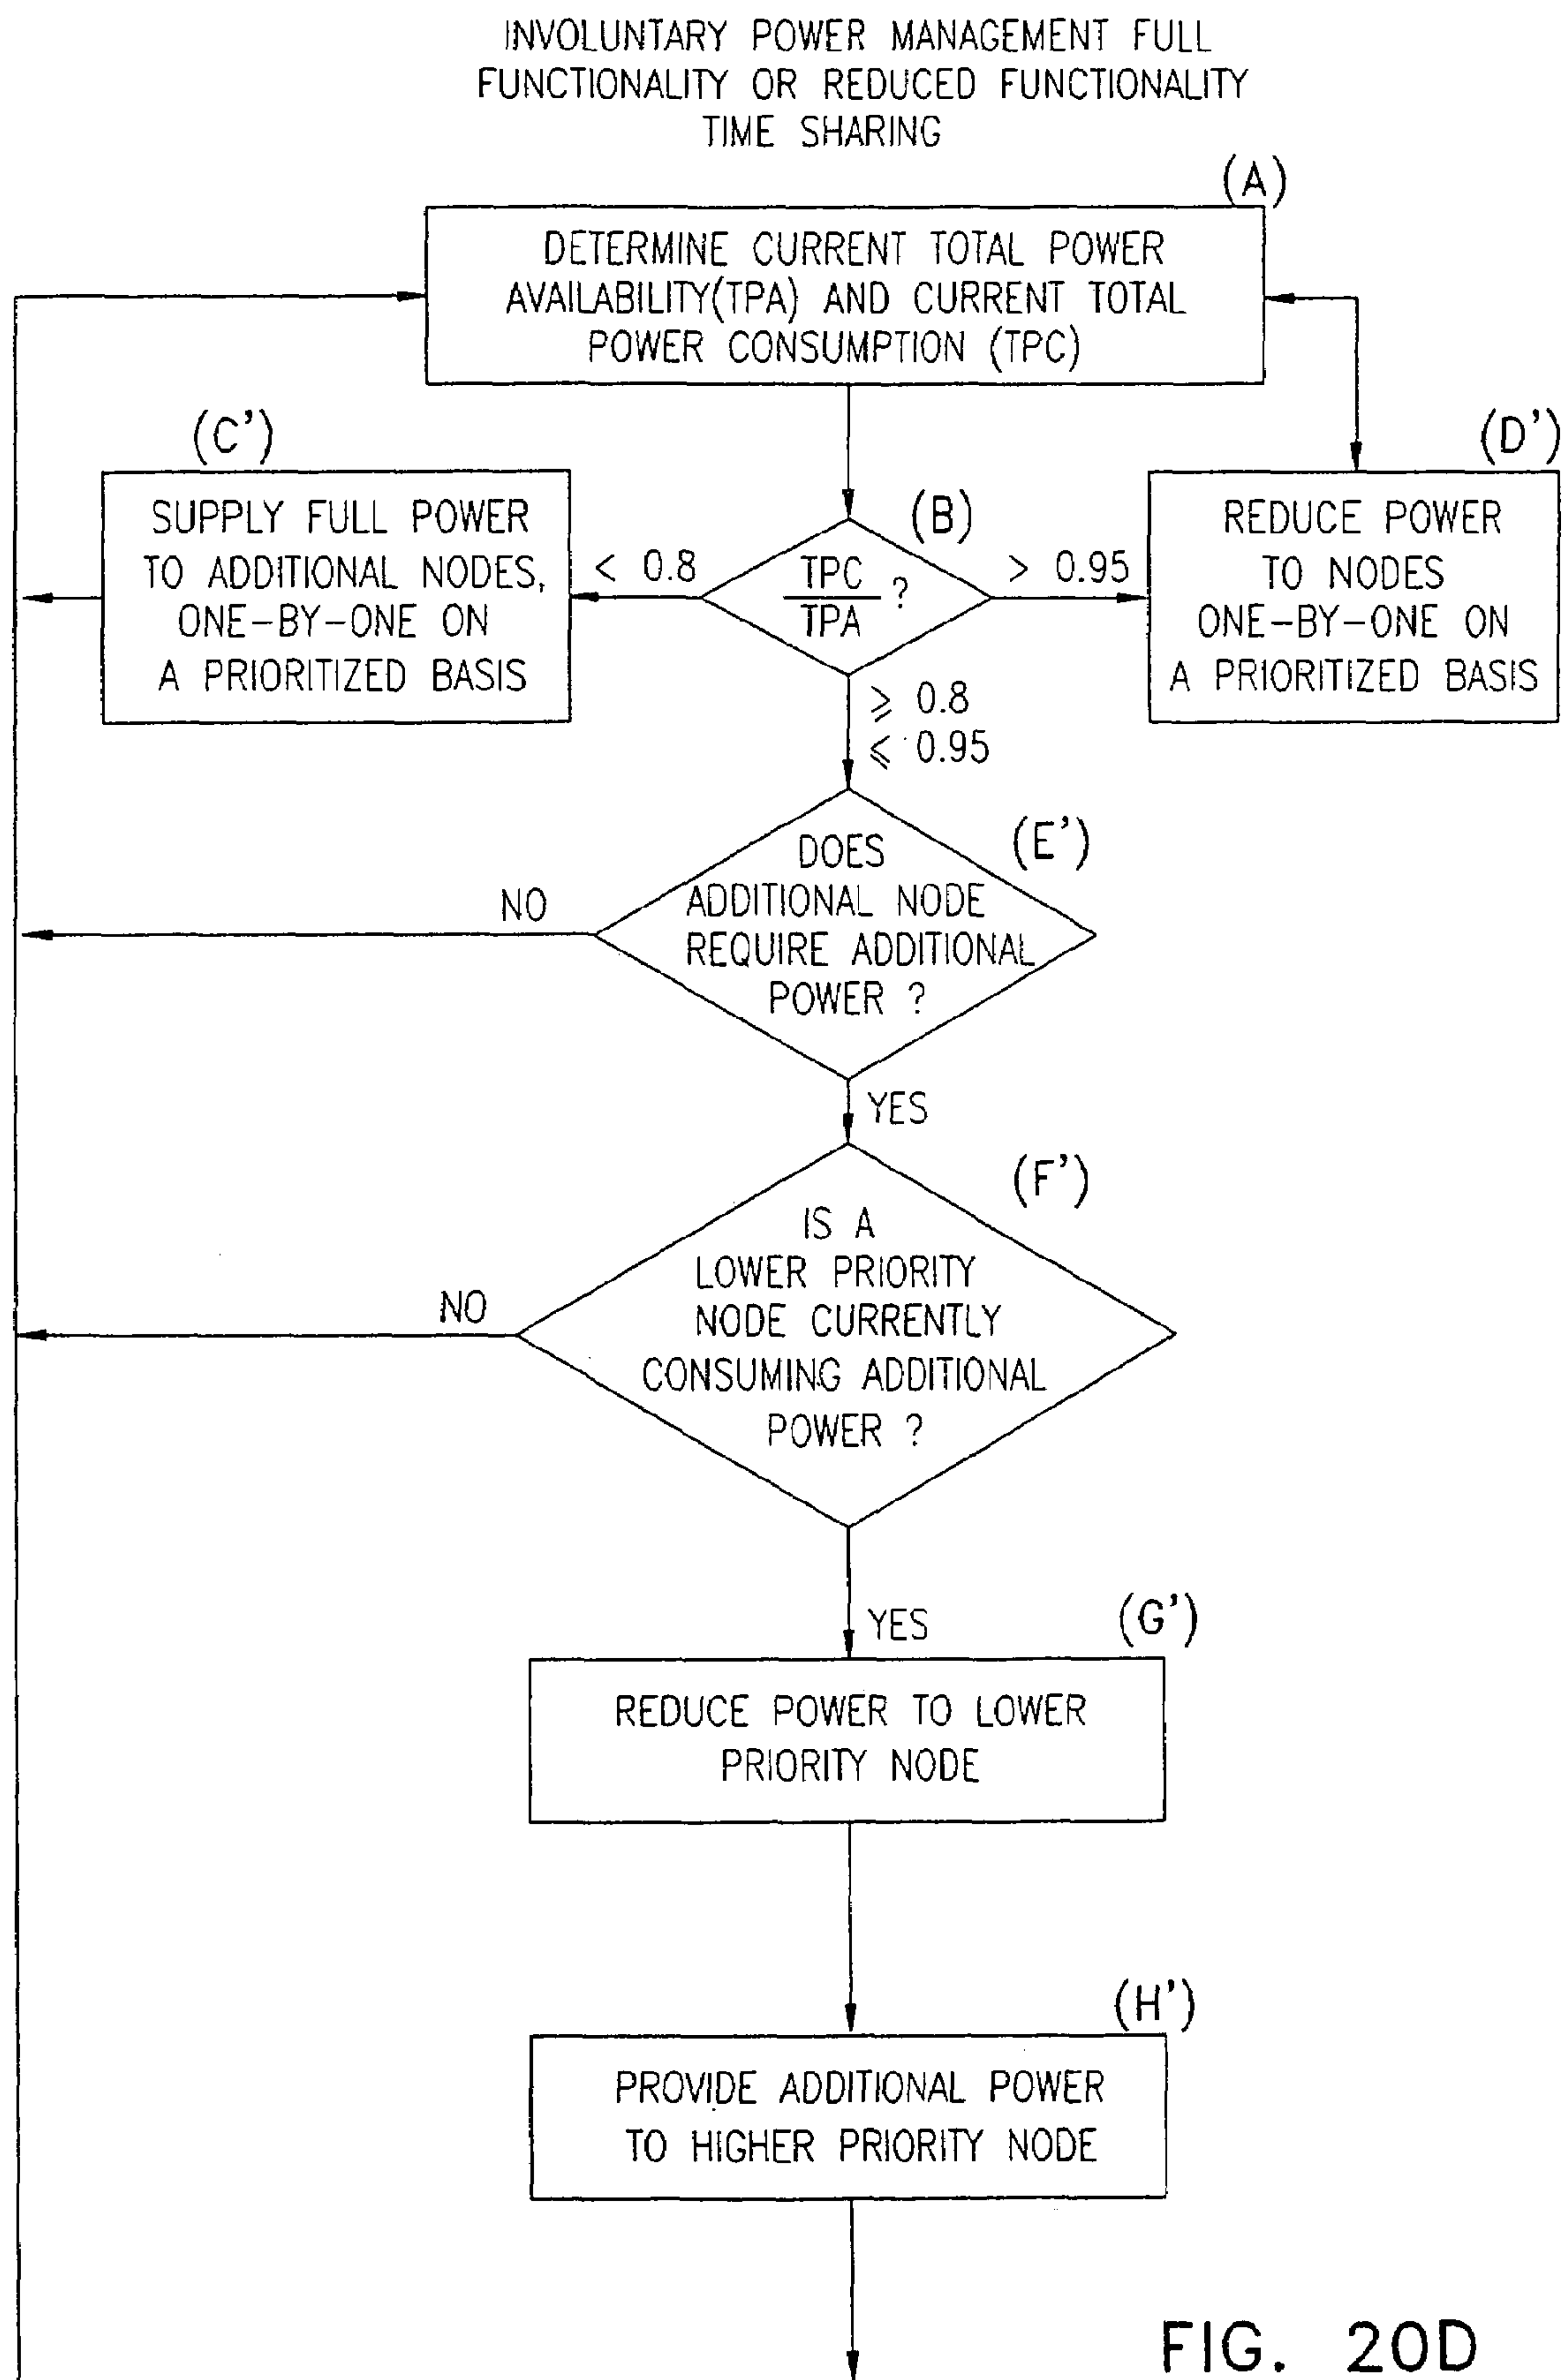 INVOLUNTARY POWER MANAGEMENT FULL
FUNCTIONALITY OR REDUCED FUNCTIONALITY
TIME SHARING
(A)
DETERMINE CURRENT TOTAL POWER
AVAILABILITY(TPA) AND CURRENT TOTAL
POWER CONSUMPTION (TPC)
(C')
SUPPLY FULL POWER
TO ADDITIONAL NODES,
ONE-BY-ONE ON
A PRIORITIZED BASIS
< 0.8
(B)
TPC
TPA
?
> 0.95
(D')
REDUCE POWER
TO NODES
ONE-BY-ONE ON
A PRIORITIZED BASIS
≥ 0.8
≤ 0.95
(E')
DOES
ADDITIONAL NODE
REQUIRE ADDITIONAL
POWER ?
NO
YES
(F')
IS A
LOWER PRIORITY
NODE CURRENTLY
CONSUMING ADDITIONAL
POWER ?
NO
YES
(G')
REDUCE POWER TO LOWER
PRIORITY NODE
(H')
PROVIDE ADDITIONAL POWER
TO HIGHER PRIORITY NODE
FIG. 20D